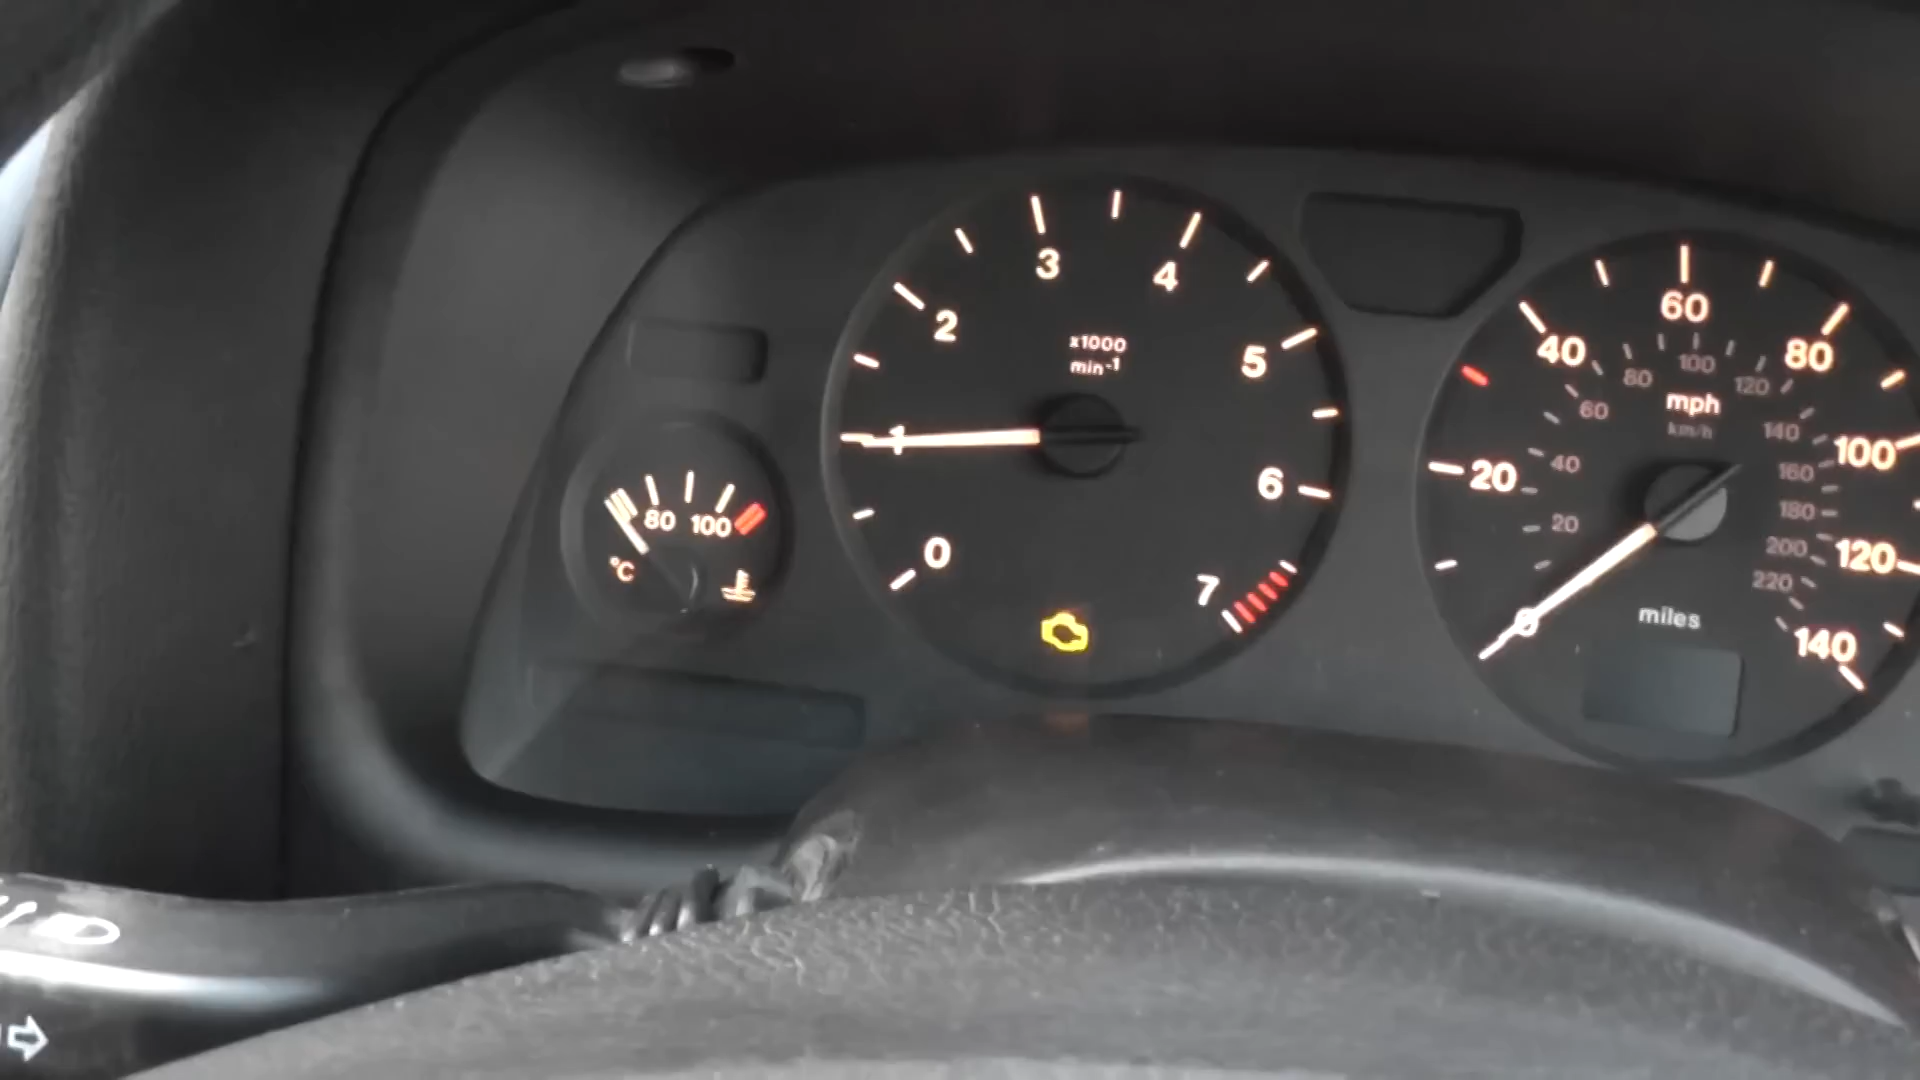 80 100
°C
0 1 2 3 4 5 6 7
x1000
min-1
0 20 40 60 80 100 120 140
20 40 60 80 100 120 140 160 180 200 220
mph
km/h
miles